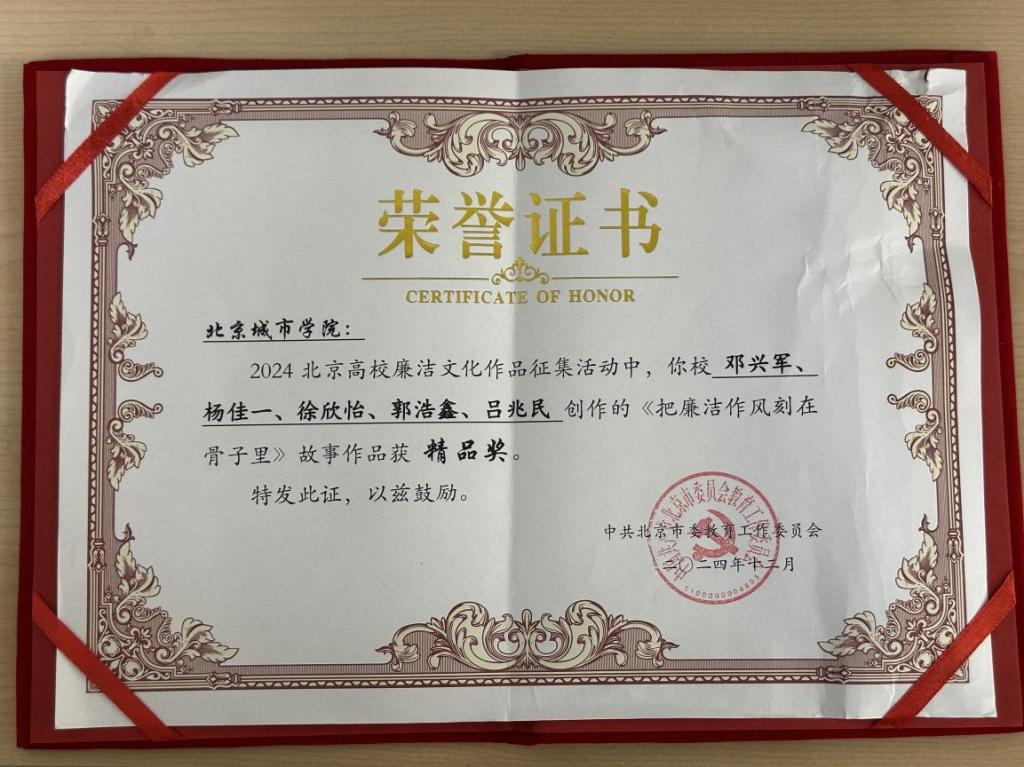 荣誉证书
CERTIFICATE OF HONOR
北京城市学院：
2024 北京高校廉洁文化作品征集活动中，你校 邓兴军、
杨佳一、徐欣怡、郭浩鑫、吕兆民 创作的《把廉洁作风刻在
骨子里》故事作品获 精品奖。
特发此证，以兹鼓励。
中共北京市委教育工作委员会
二〇二四年十二月